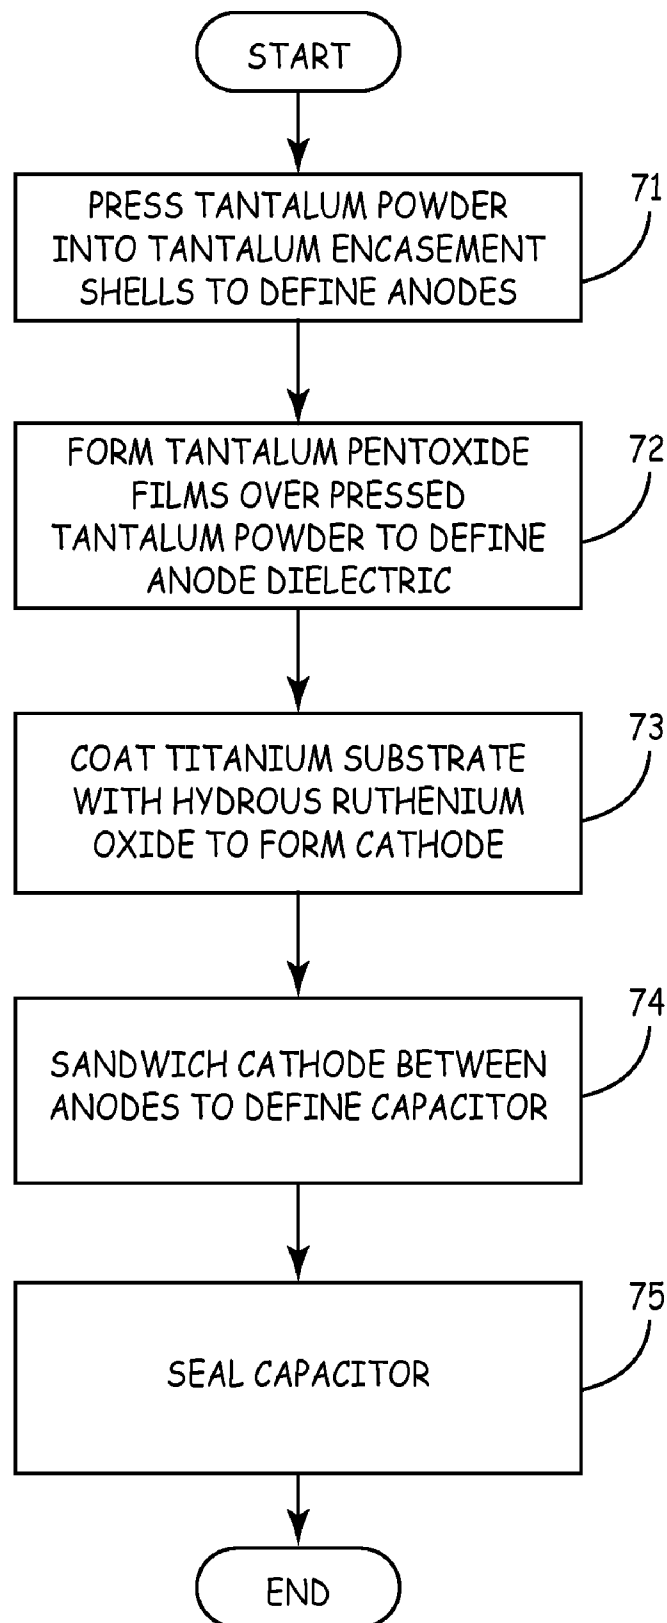 START
PRESS TANTALUM POWDER
INTO TANTALUM ENCASEMENT
SHELLS TO DEFINE ANODES
71
FORM TANTALUM PENTOXIDE
FILMS OVER PRESSED
TANTALUM POWDER TO DEFINE
ANODE DIELECTRIC
72
COAT TITANIUM SUBSTRATE
WITH HYDROUS RUTHENIUM
OXIDE TO FORM CATHODE
73
SANDWICH CATHODE BETWEEN
ANODES TO DEFINE CAPACITOR
74
SEAL CAPACITOR
75
END